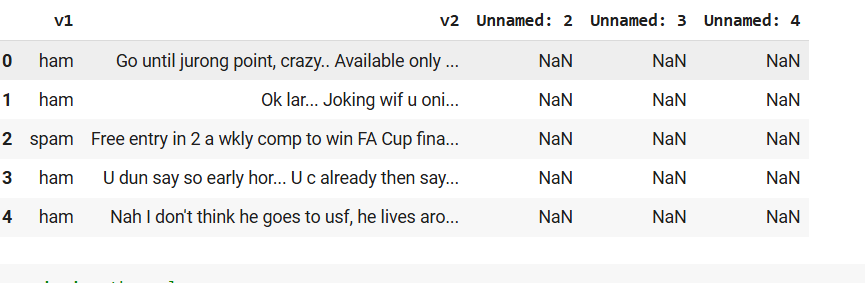 v1 v2 Unnamed: 2 Unnamed: 3 Unnamed: 4
0 ham Go until jurong point, crazy.. Available only ... NaN NaN NaN
1 ham Ok lar... Joking wif u oni... NaN NaN NaN
2 spam Free entry in 2 a wkly comp to win FA Cup fina... NaN NaN NaN
3 ham U dun say so early hor... U c already then say... NaN NaN NaN
4 ham Nah I don't think he goes to usf, he lives aro... NaN NaN NaN